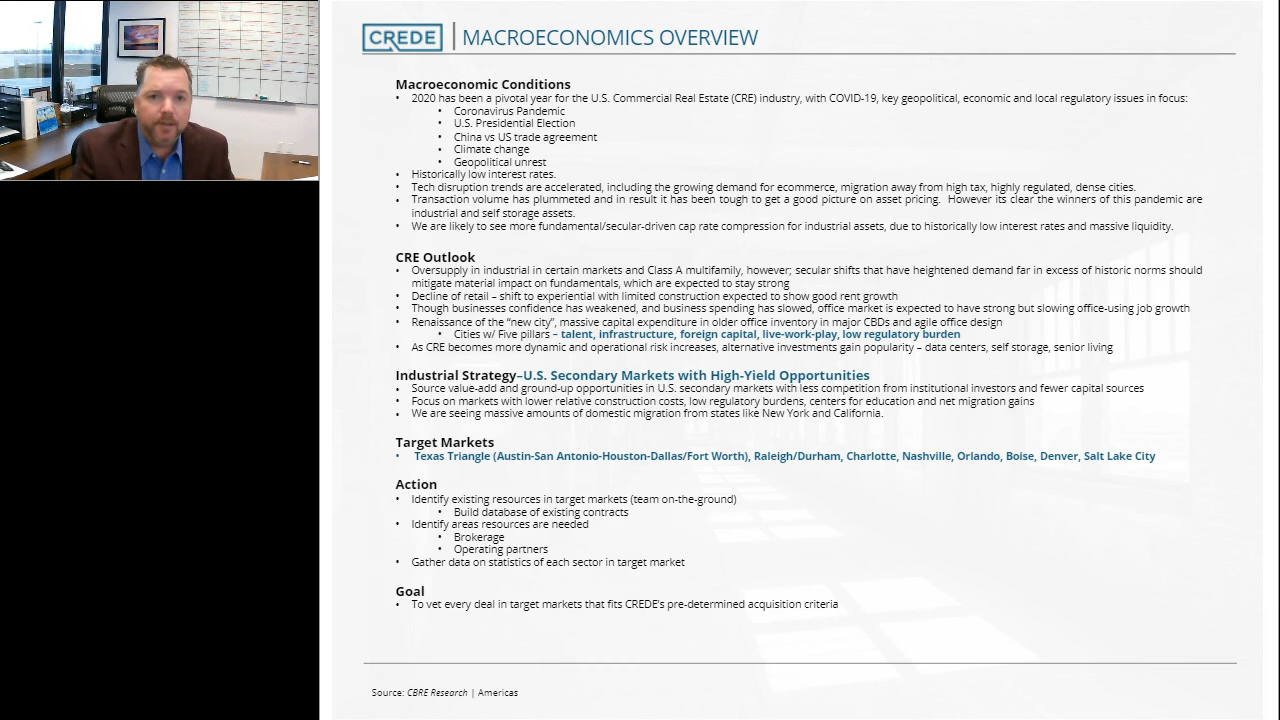 CREDE
MACROECONOMICS OVERVIEW
Macroeconomic Conditions
• 2020 has been a pivotal year for the U.S. Commercial Real Estate (CRE) industry, with COVID-19, key geopolitical, economic and local regulatory issues in focus:
• Coronavirus Pandemic
• U.S. Presidential Election
• China vs US trade agreement
• Climate change
• Geopolitical unrest
• Historically low interest rates.
• Tech disruption trends are accelerated, including the growing demand for ecommerce, migration away from high tax, highly regulated, dense cities.
• Transaction volume has plummeted and in result it has been tough to get a good picture on asset pricing. However its clear the winners of this pandemic are
industrial and self storage assets.
• We are likely to see more fundamental/secular-driven cap rate compression for industrial assets, due to historically low interest rates and massive liquidity.
CRE Outlook
• Oversupply in industrial in certain markets and Class A multifamily, however; secular shifts that have heightened demand far in excess of historic norms should
mitigate material impact on fundamentals, which are expected to stay strong
• Decline of retail – shift to experiential with limited construction expected to show good rent growth
• Though businesses confidence has weakened, and business spending has slowed, office market is expected to have strong but slowing office-using job growth
• Renaissance of the “new city”, massive capital expenditure in older office inventory in major CBDs and agile office design
• Cities w/ Five pillars – talent, infrastructure, foreign capital, live-work-play, low regulatory burden
• As CRE becomes more dynamic and operational risk increases, alternative investments gain popularity – data centers, self storage, senior living
Industrial Strategy–U.S. Secondary Markets with High-Yield Opportunities
• Source value-add and ground-up opportunities in U.S. secondary markets with less competition from institutional investors and fewer capital sources
• Focus on markets with lower relative construction costs, low regulatory burdens, centers for education and net migration gains
• We are seeing massive amounts of domestic migration from states like New York and California.
Target Markets
• Texas Triangle (Austin-San Antonio-Houston-Dallas/Fort Worth), Raleigh/Durham, Charlotte, Nashville, Orlando, Boise, Denver, Salt Lake City
Action
• Identify existing resources in target markets (team on-the-ground)
• Build database of existing contracts
• Identify areas resources are needed
• Brokerage
• Operating partners
• Gather data on statistics of each sector in target market
Goal
• To vet every deal in target markets that fits CREDE's pre-determined acquisition criteria
Source: CBRE Research | Americas